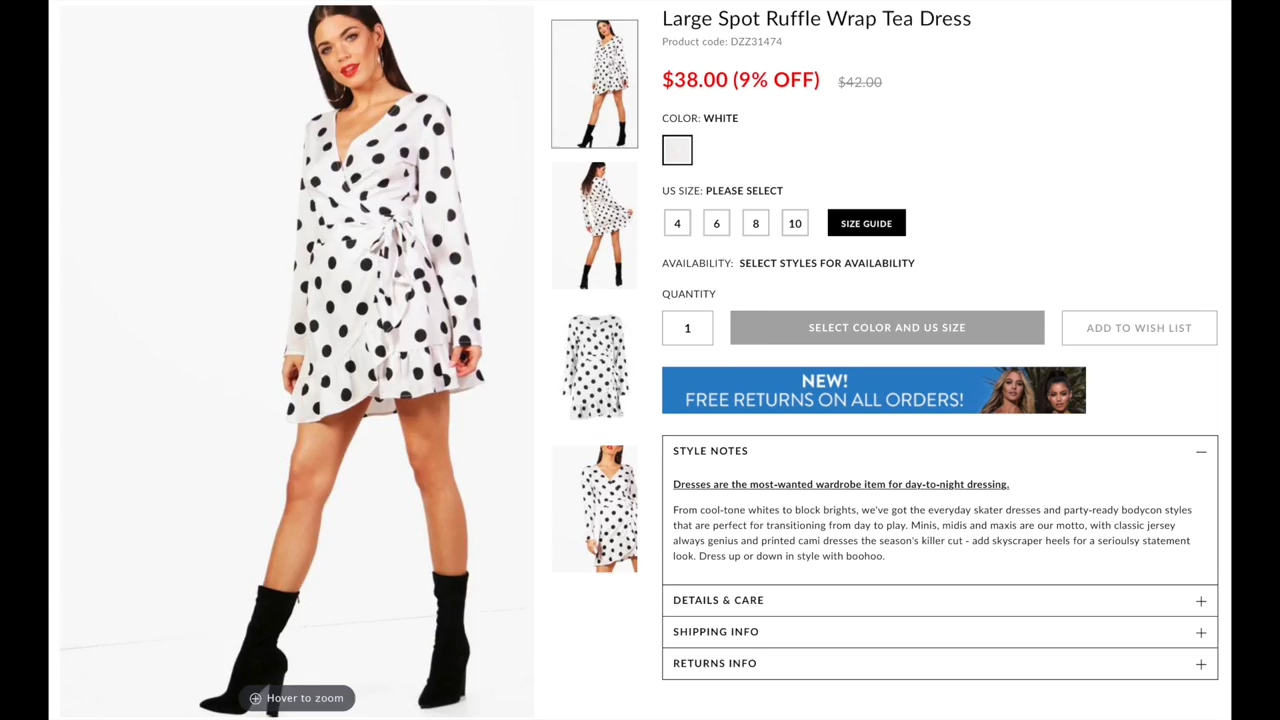 Large Spot Ruffle Wrap Tea Dress
Product code: DZZ31474
$38.00 (9% OFF) $42.00
COLOR: WHITE
US SIZE: PLEASE SELECT
4 6 8 10 SIZE GUIDE
AVAILABILITY: SELECT STYLES FOR AVAILABILITY
QUANTITY
1 SELECT COLOR AND US SIZE ADD TO WISH LIST
NEW!
FREE RETURNS ON ALL ORDERS!
STYLE NOTES
Dresses are the most-wanted wardrobe item for day-to-night dressing.
From cool-tone whites to block brights, we've got the everyday skater dresses and party-ready bodycon styles
that are perfect for transitioning from day to play. Minis, midis and maxis are our motto, with classic jersey
always genius and printed cami dresses the season's killer cut - add skyscraper heels for a serioulsy statement
look. Dress up or down in style with boohoo.
DETAILS & CARE
SHIPPING INFO
RETURNS INFO
Hover to zoom